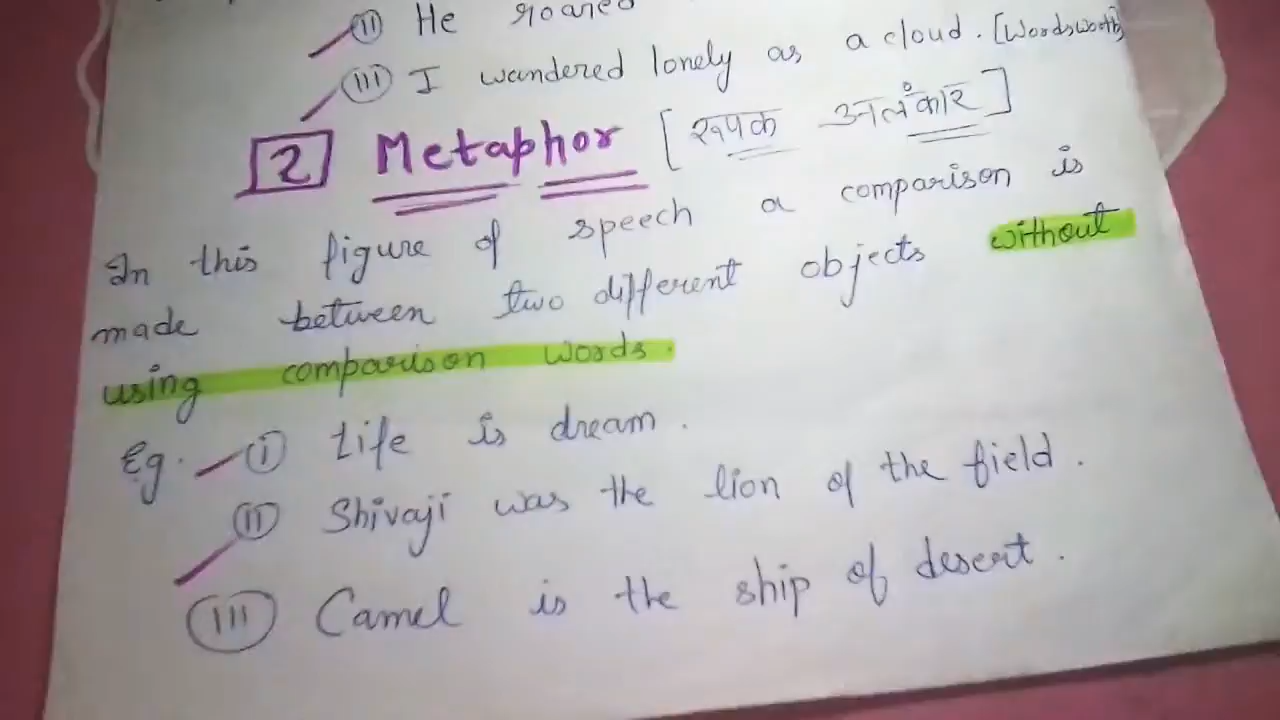 (II) He roared
(III) I wandered lonely as a cloud. [Wordsworth]
2 Metaphor [रूपक अलंकार]
In this figure of speech a comparison is
made between two different objects without
using comparison words.
Eg. (I) Life is dream.
(II) Shivaji was the lion of the field.
(III) Camel is the ship of desert.